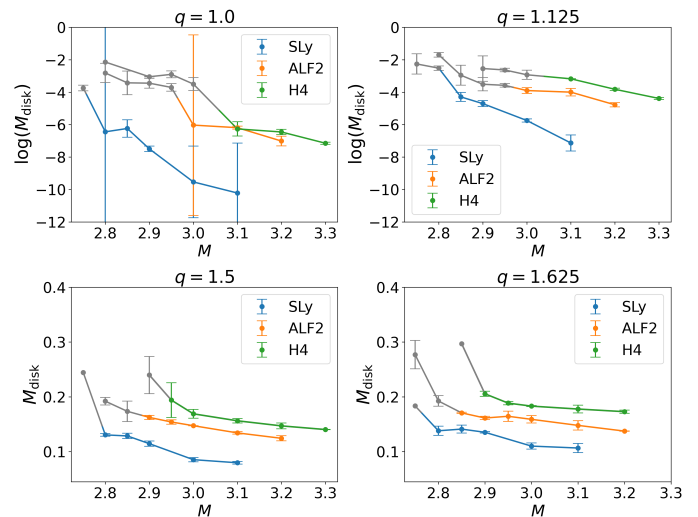 q = 1.0
0
−2
−4
−6
−8
−10
−12
log(M_disk)
2.8 2.9 3.0 3.1 3.2 3.3
M
SLy
ALF2
H4
q = 1.125
0
−2
−4
−6
−8
−10
−12
log(M_disk)
2.8 2.9 3.0 3.1 3.2 3.3
M
SLy
ALF2
H4
q = 1.5
0.4
0.3
0.2
0.1
M_disk
2.8 2.9 3.0 3.1 3.2 3.3
M
SLy
ALF2
H4
q = 1.625
0.4
0.3
0.2
0.1
M_disk
2.8 2.9 3.0 3.1 3.2 3.3
M
SLy
ALF2
H4